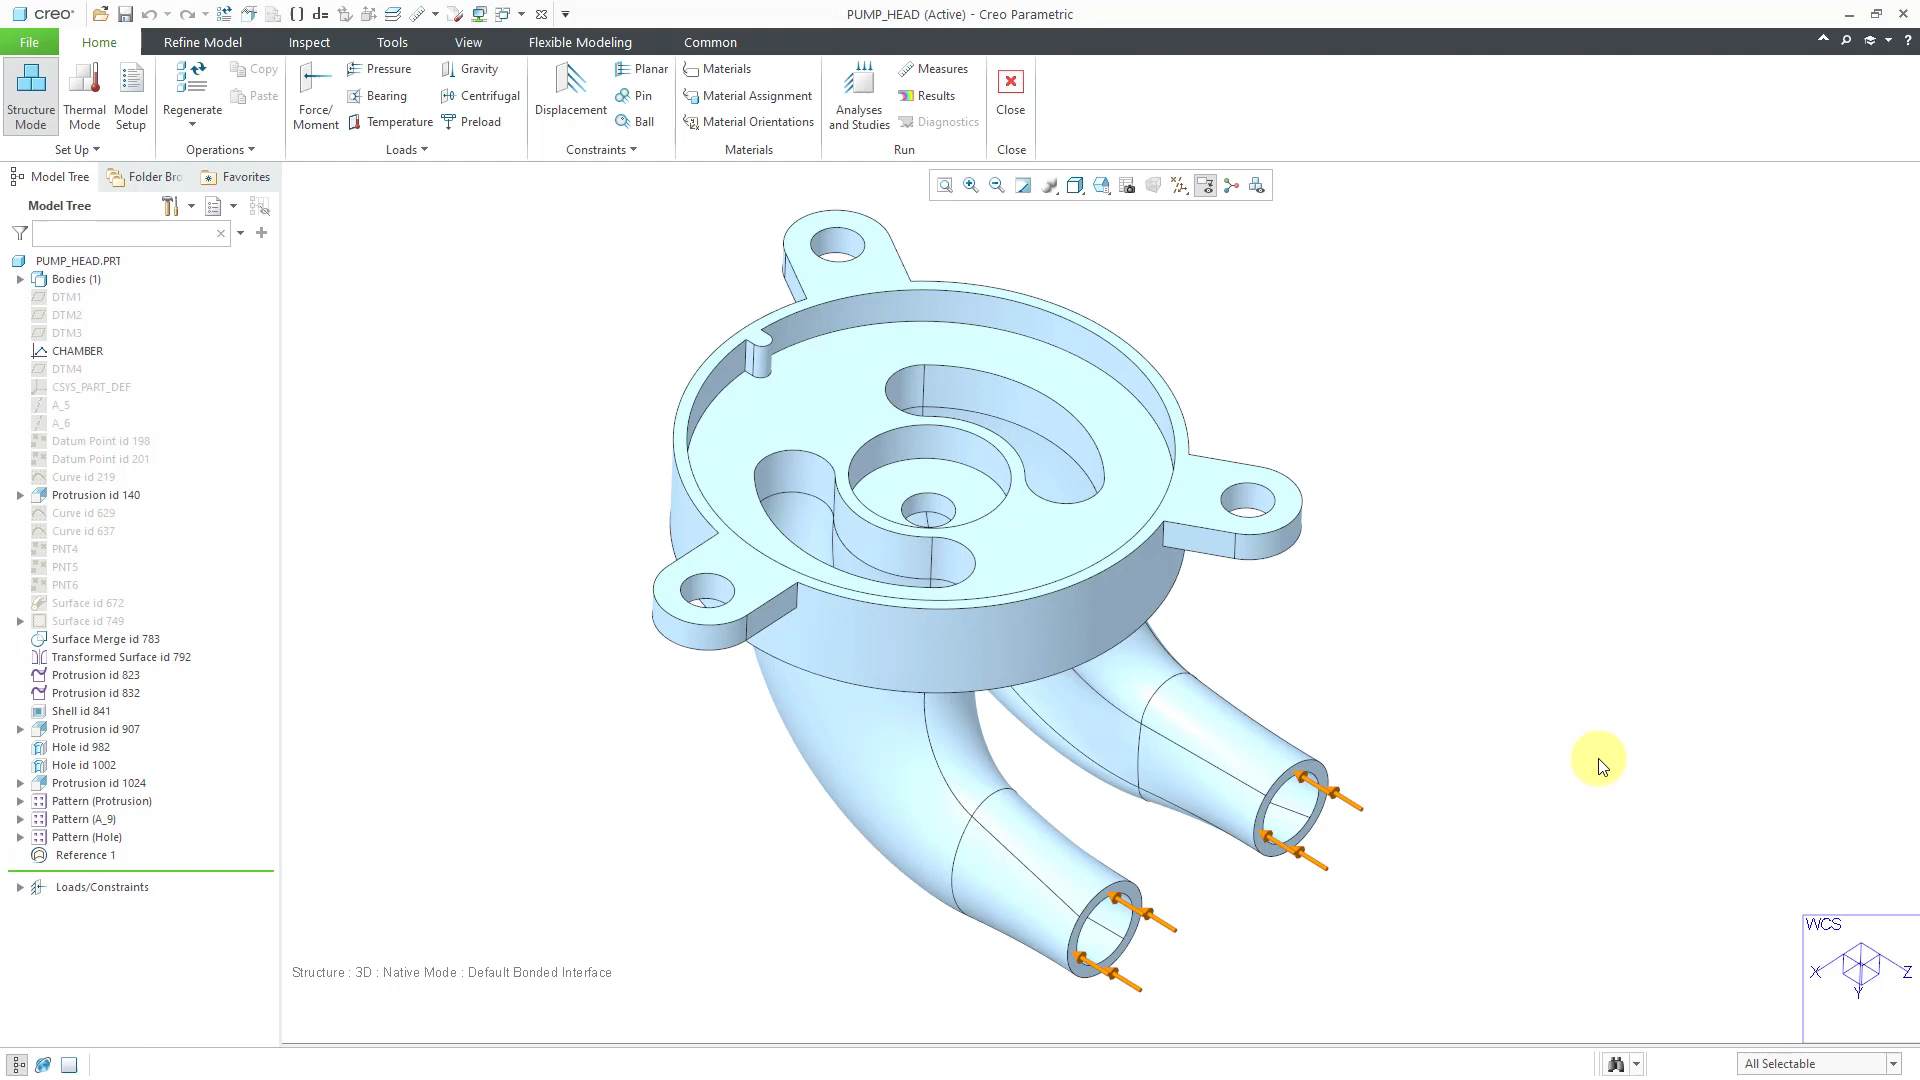 creo
PUMP_HEAD (Active) - Creo Parametric
File
Home
Refine Model
Inspect
Tools
View
Flexible Modeling
Common
Structure
Mode
Thermal
Mode
Model
Setup
Set Up
Regenerate
Copy
Paste
Operations
Force/
Moment
Pressure
Bearing
Temperature
Gravity
Centrifugal
Preload
Loads
Displacement
Planar
Pin
Ball
Constraints
Materials
Material Assignment
Material Orientations
Materials
Analyses
and Studies
Measures
Results
Diagnostics
Run
Close
Close
Model Tree
Folder Bro
Favorites
Model Tree
PUMP_HEAD.PRT
Bodies (1)
DTM1
DTM2
DTM3
CHAMBER
DTM4
CSYS_PART_DEF
A_5
A_6
Datum Point id 198
Datum Point id 201
Curve id 219
Protrusion id 140
Curve id 629
Curve id 637
PNT4
PNT5
PNT6
Surface id 672
Surface id 749
Surface Merge id 783
Transformed Surface id 792
Protrusion id 823
Protrusion id 832
Shell id 841
Protrusion id 907
Hole id 982
Hole id 1002
Protrusion id 1024
Pattern (Protrusion)
Pattern (A_9)
Pattern (Hole)
Reference 1
Loads/Constraints
Structure : 3D : Native Mode : Default Bonded Interface
WCS
X
Y
Z
All Selectable